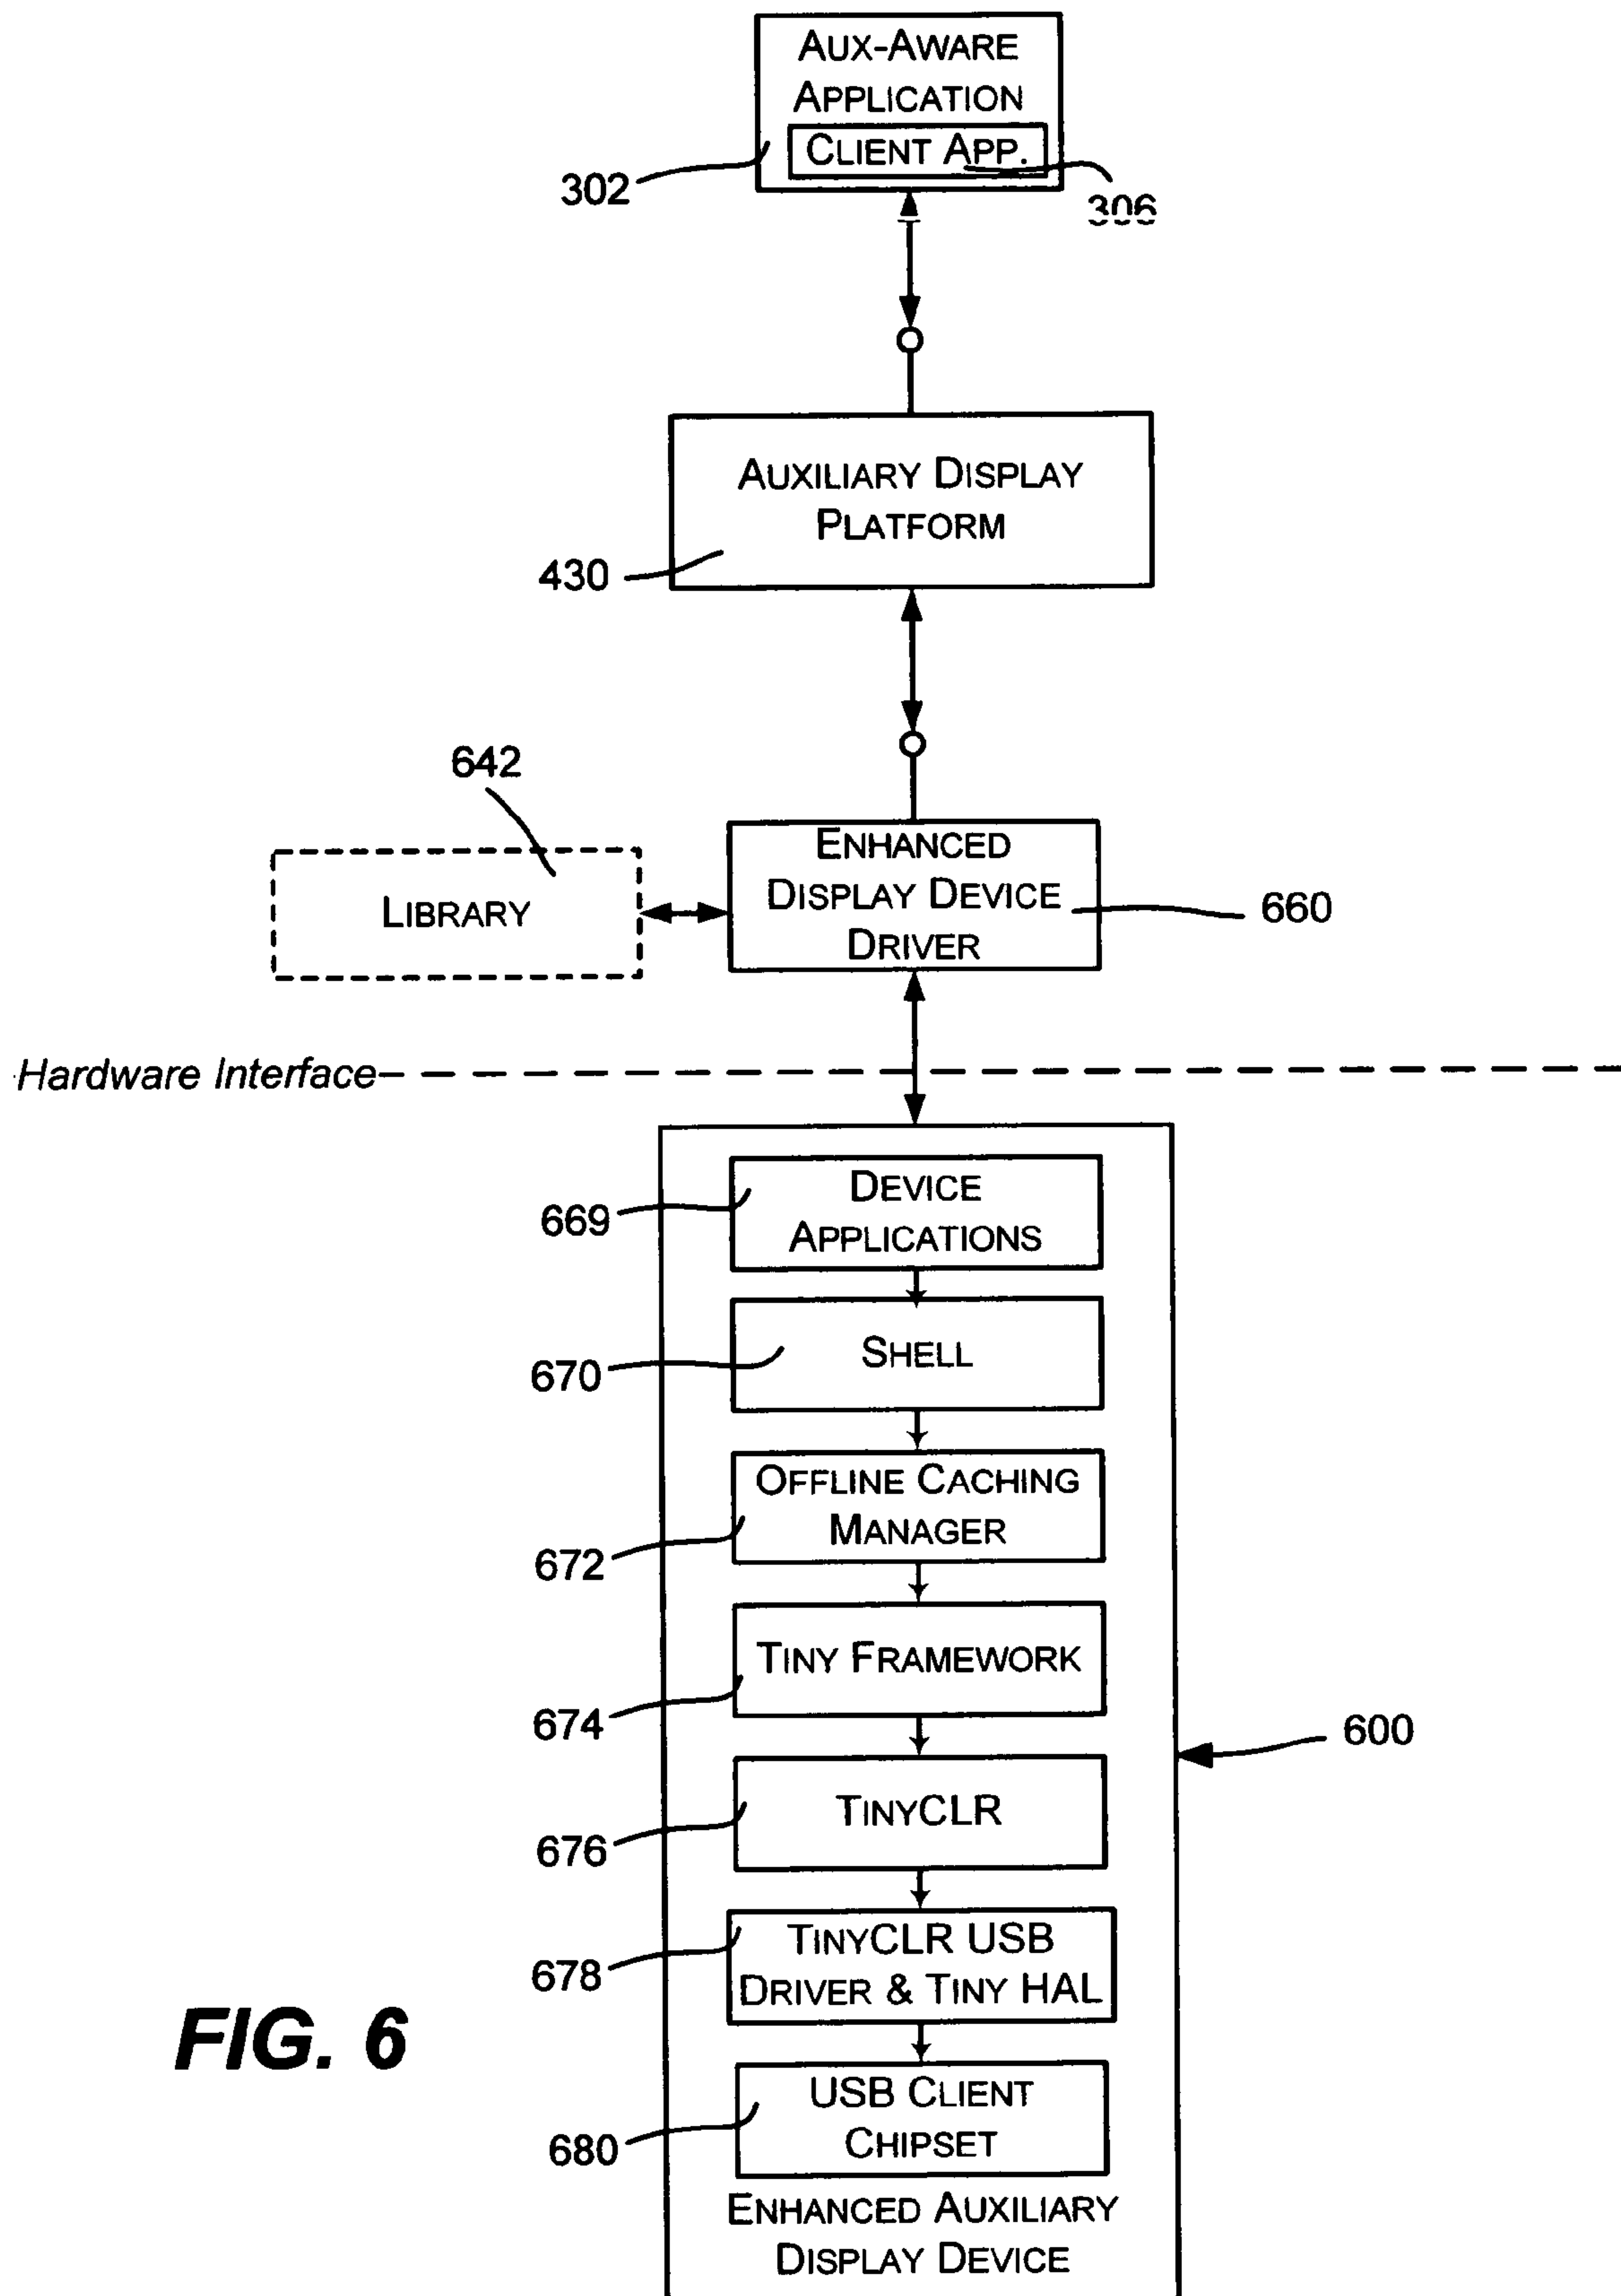 AUX-AWARE
APPLICATION
CLIENT APP.
302
306
AUXILIARY DISPLAY
PLATFORM
430
642
LIBRARY
ENHANCED
DISPLAY DEVICE
DRIVER
660
Hardware Interface
DEVICE
APPLICATIONS
669
SHELL
670
OFFLINE CACHING
MANAGER
672
TINY FRAMEWORK
674
600
TINYCLR
676
TINYCLR USB
DRIVER & TINY HAL
678
FIG. 6
USB CLIENT
CHIPSET
680
ENHANCED AUXILIARY
DISPLAY DEVICE